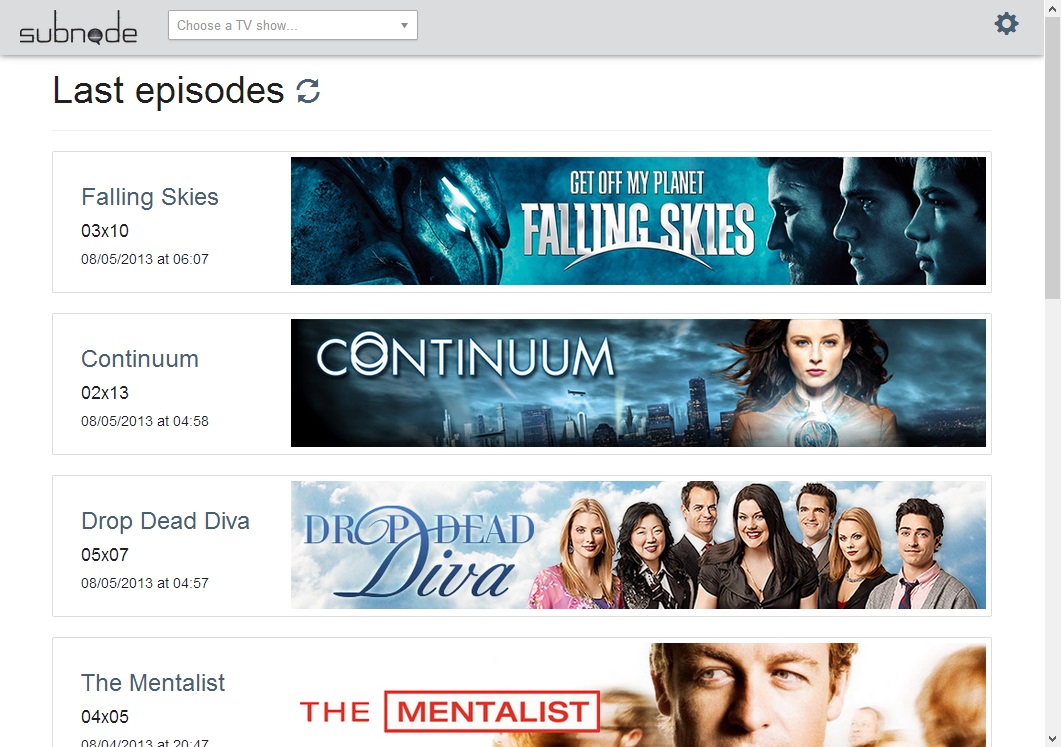 subnode
Choose a TV show...
Last episodes
Falling Skies
03x10
08/05/2013 at 06:07
GET OFF MY PLANET
FALLING SKIES
Continuum
02x13
08/05/2013 at 04:58
CONTINUUM
Drop Dead Diva
05x07
08/05/2013 at 04:57
DROP DEAD
Diva
The Mentalist
04x05
08/04/2013 at 20:47
THE MENTALIST